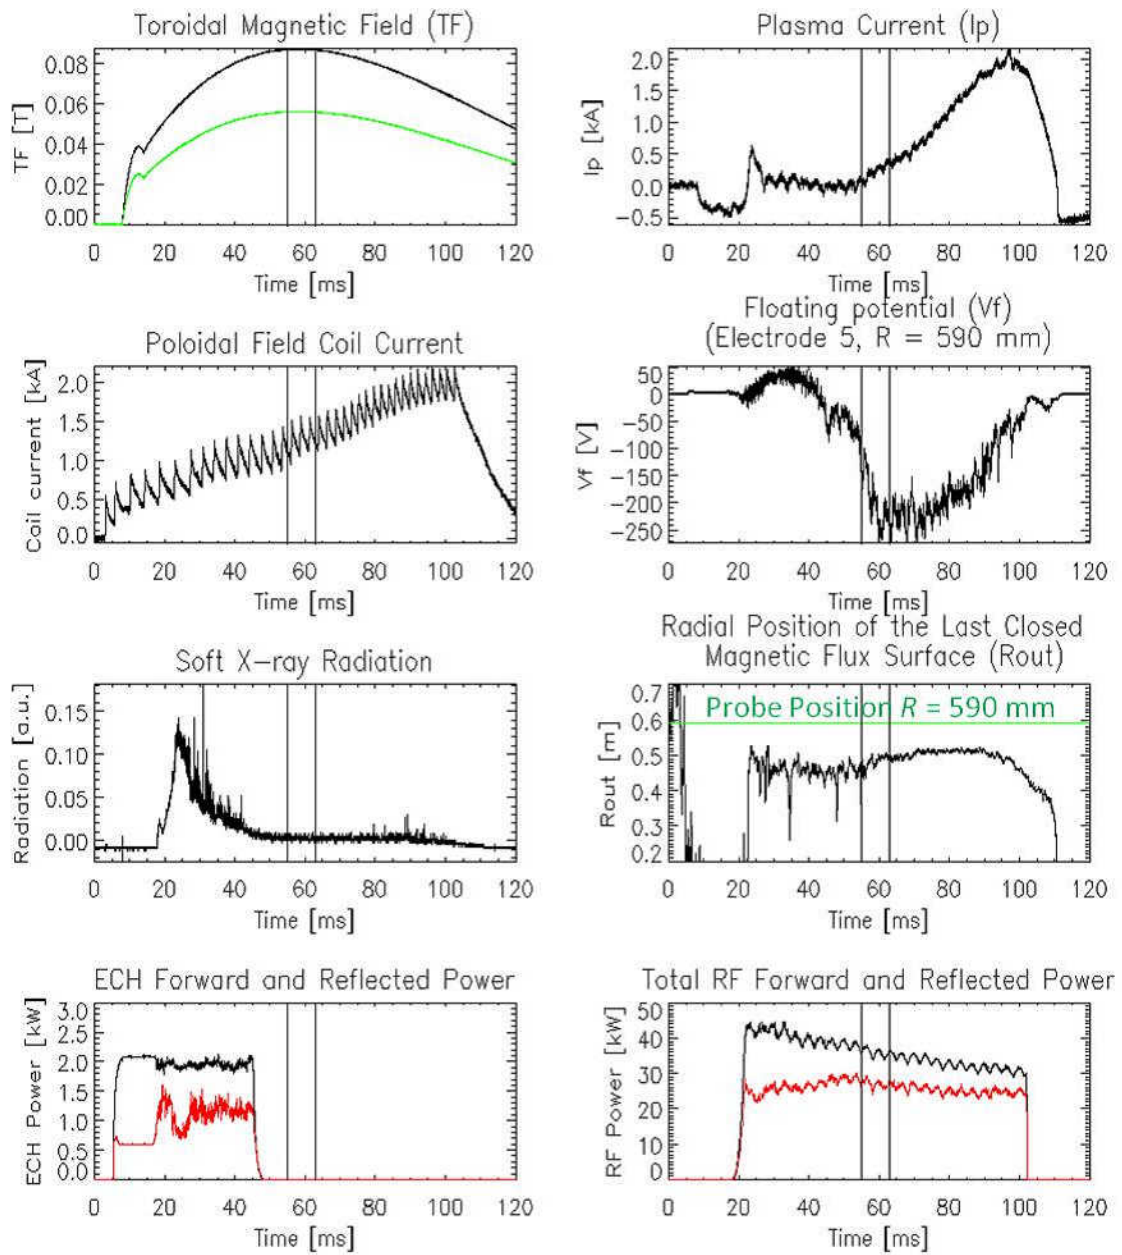 Toroidal Magnetic Field (TF)
TF [T]
0.08
0.06
0.04
0.02
0.00
0 20 40 60 80 100 120
Time [ms]
Plasma Current (Ip)
Ip [kA]
2.0
1.5
1.0
0.5
0.0
−0.5
0 20 40 60 80 100 120
Time [ms]
Poloidal Field Coil Current
Coil current [kA]
2.0
1.5
1.0
0.5
0.0
0 20 40 60 80 100 120
Time [ms]
Floating potential (Vf)
(Electrode 5, R = 590 mm)
Vf [V]
50
0
−50
−100
−150
−200
−250
0 20 40 60 80 100 120
Time [ms]
Soft X−ray Radiation
Radiation [a.u.]
0.15
0.10
0.05
0.00
0 20 40 60 80 100 120
Time [ms]
Radial Position of the Last Closed
Magnetic Flux Surface (Rout)
Rout [m]
0.7
0.6
0.5
0.4
0.3
0.2
Probe Position R = 590 mm
0 20 40 60 80 100 120
Time [ms]
ECH Forward and Reflected Power
ECH Power [kW]
3.0
2.5
2.0
1.5
1.0
0.5
0.0
0 20 40 60 80 100 120
Time [ms]
Total RF Forward and Reflected Power
RF Power [kW]
50
40
30
20
10
0
0 20 40 60 80 100 120
Time [ms]